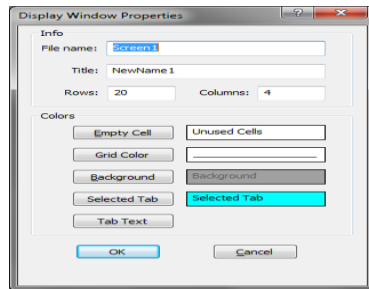 Display Window Properties
Info
File name: Screen1
Title: NewName1
Rows: 20 Columns: 4
Colors
Empty Cell Unused Cells
Grid Color
Background Background
Selected Tab Selected Tab
Tab Text
OK Cancel